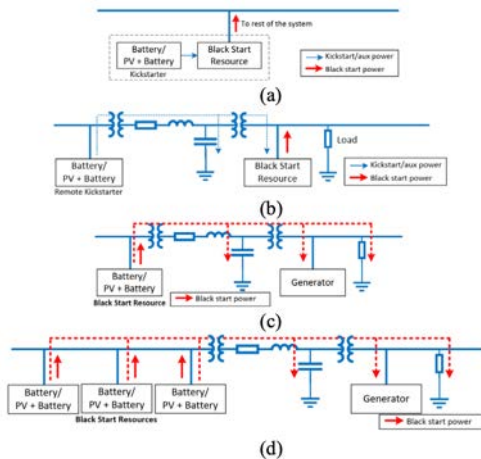 To rest of the system
Battery/
PV + Battery
Black Start
Resource
Kickstarter
Kickstart/aux power
Black start power
(a)
Load
Battery/
PV + Battery
Remote Kickstarter
Black Start
Resource
Kickstart/aux power
Black start power
(b)
Battery/
PV + Battery
Black Start Resource
Black start power
Generator
(c)
Battery/
PV + Battery
Battery/
PV + Battery
Battery/
PV + Battery
Black Start Resources
Generator
Black start power
(d)